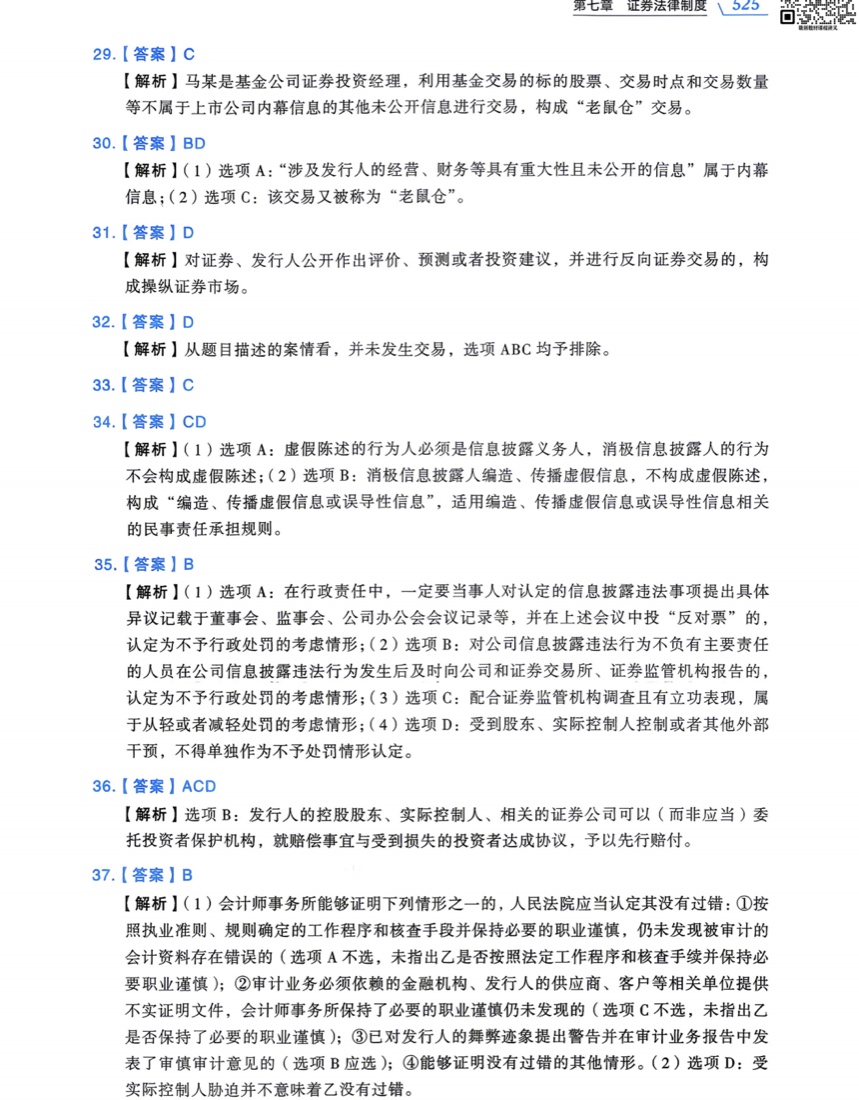 第七章 证券法律制度 525
29.【答案】C
【解析】马某是基金公司证券投资经理，利用基金交易的标的股票、交易时点和交易数量
等不属于上市公司内幕信息的其他未公开信息进行交易，构成“老鼠仓”交易。
30.【答案】BD
【解析】(1)选项A：“涉及发行人的经营、财务等具有重大性且未公开的信息”属于内幕
信息；(2)选项C：该交易又被称为“老鼠仓”。
31.【答案】D
【解析】对证券、发行人公开作出评价、预测或者投资建议，并进行反向证券交易的，构
成操纵证券市场。
32.【答案】D
【解析】从题目描述的案情看，并未发生交易，选项ABC均予排除。
33.【答案】C
34.【答案】CD
【解析】(1)选项A：虚假陈述的行为人必须是信息披露义务人，消极信息披露人的行为
不会构成虚假陈述；(2)选项B：消极信息披露人编造、传播虚假信息，不构成虚假陈述，
构成“编造、传播虚假信息或误导性信息”，适用编造、传播虚假信息或误导性信息相关
的民事责任承担规则。
35.【答案】B
【解析】(1)选项A：在行政责任中，一定要当事人对认定的信息披露违法事项提出具体
异议记载于董事会、监事会、公司办公会会议记录等，并在上述会议中投“反对票”的，
认定为不予行政处罚的考虑情形；(2)选项B：对公司信息披露违法行为不负有主要责任
的人员在公司信息披露违法行为发生后及时向公司和证券交易所、证券监管机构报告的，
认定为不予行政处罚的考虑情形；(3)选项C：配合证券监管机构调查且有立功表现，属
于从轻或者减轻处罚的考虑情形；(4)选项D：受到股东、实际控制人控制或者其他外部
干预，不得单独作为不予处罚情形认定。
36.【答案】ACD
【解析】选项B：发行人的控股股东、实际控制人、相关的证券公司可以(而非应当)委
托投资者保护机构，就赔偿事宜与受到损失的投资者达成协议，予以先行赔付。
37.【答案】B
【解析】(1)会计师事务所能够证明下列情形之一的，人民法院应当认定其没有过错：①按
照执业准则、规则确定的工作程序和核查手段并保持必要的职业谨慎，仍未发现被审计的
会计资料存在错误的(选项A不选，未指出乙是否按照法定工作程序和核查手续并保持必
要职业谨慎)；②审计业务必须依赖的金融机构、发行人的供应商、客户等相关单位提供
不实证明文件，会计师事务所保持了必要的职业谨慎仍未发现的(选项C不选，未指出乙
是否保持了必要的职业谨慎)；③已对发行人的舞弊迹象提出警告并在审计业务报告中发
表了审慎审计意见的(选项B应选)；④能够证明没有过错的其他情形。(2)选项D：受
实际控制人胁迫并不意味着乙没有过错。